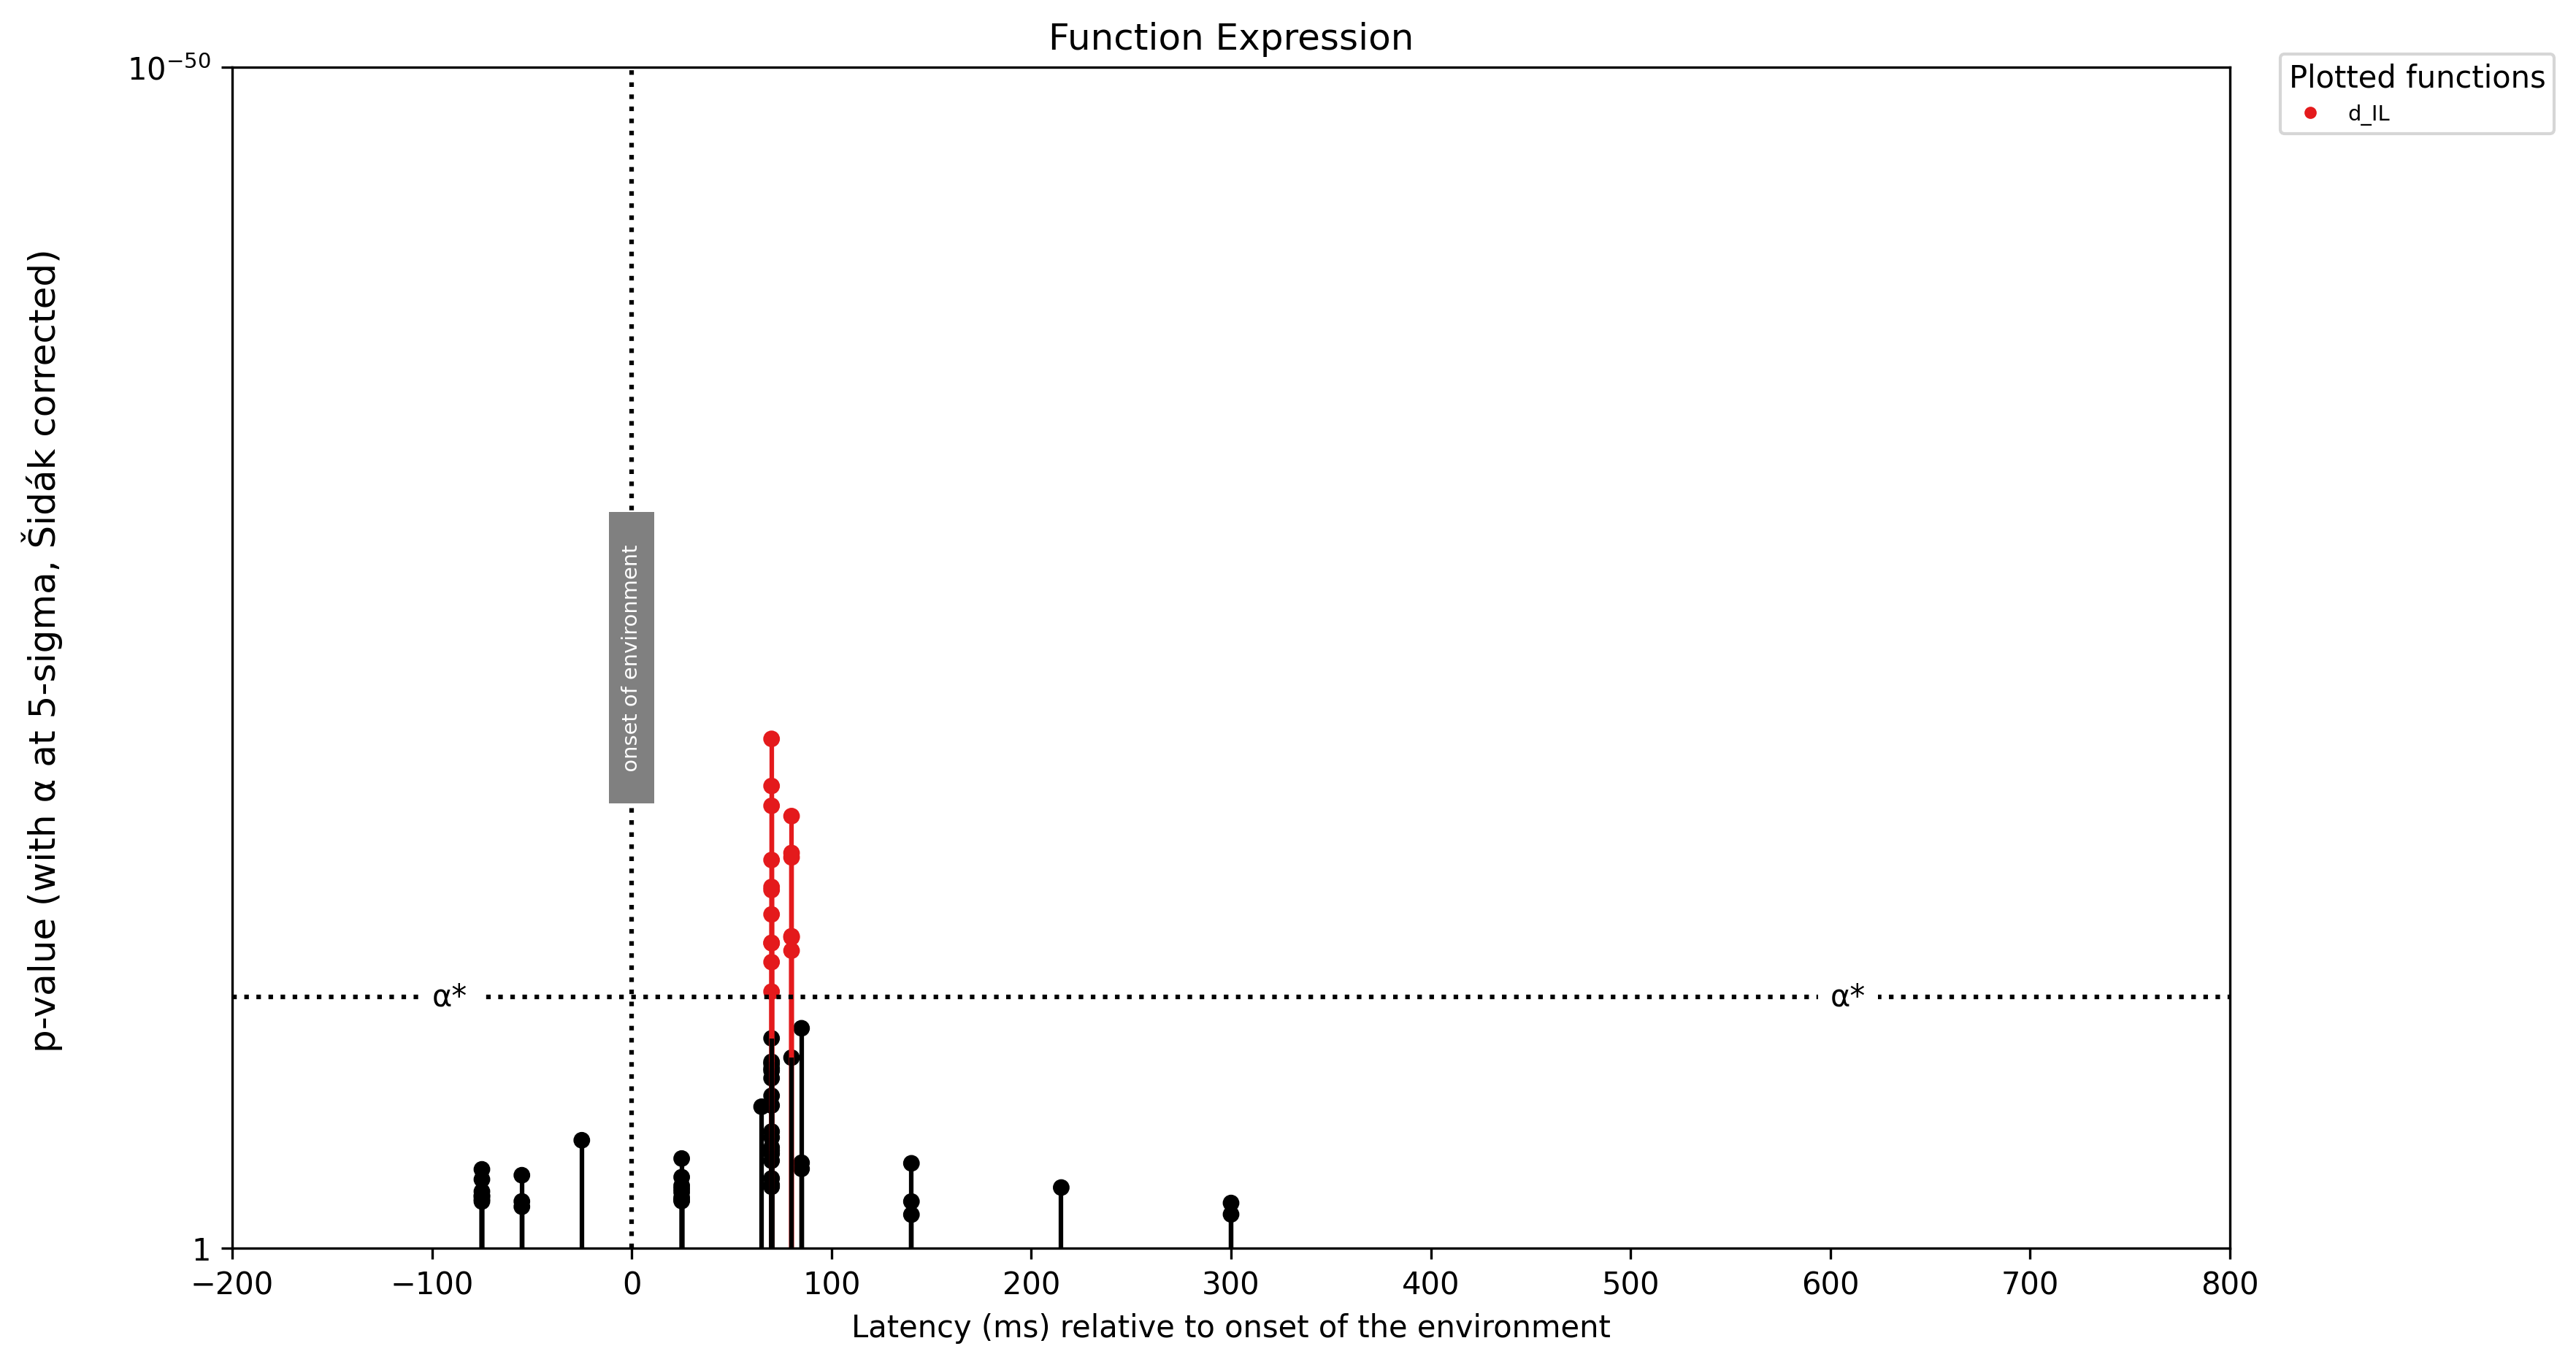 Function Expression
10⁻⁵⁰
Plotted functions
d_IL
p-value (with α at 5-sigma, Šidák corrected)
onset of environment
α*
α*
1
−200
−100
0
100
200
300
400
500
600
700
800
Latency (ms) relative to onset of the environment